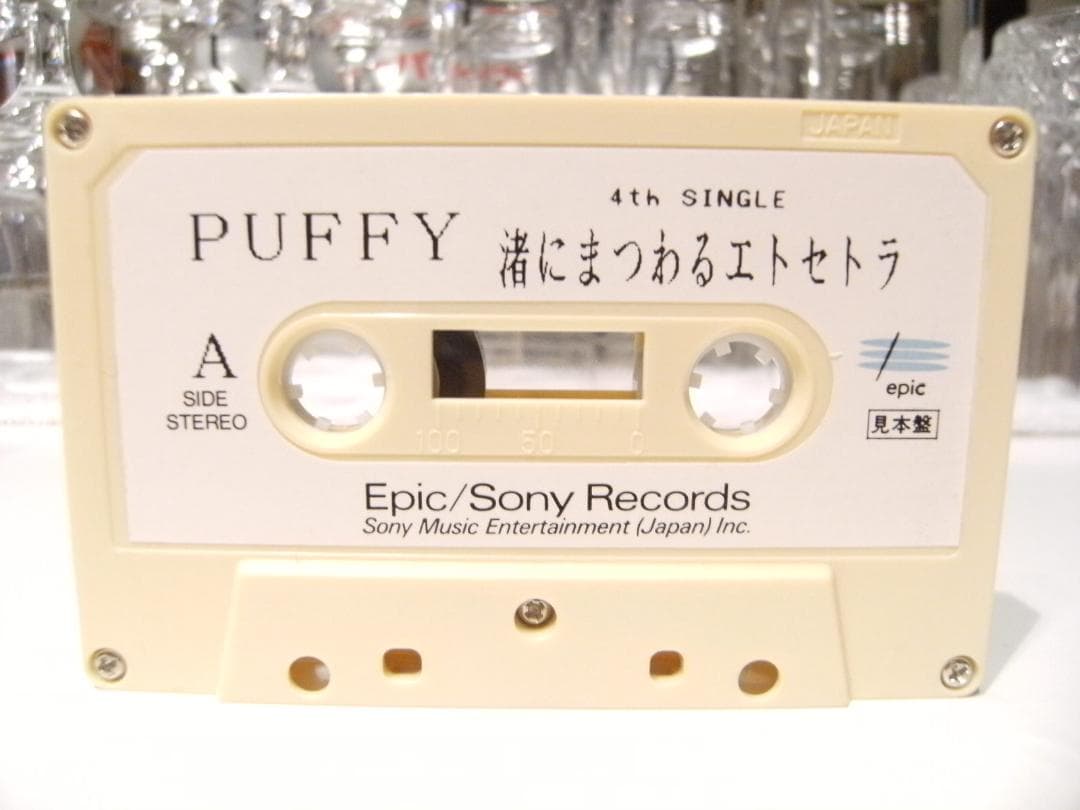 JAPAN
4th SINGLE
PUFFY 渚にまつわるエトセトラ
A
SIDE
STEREO
epic
見本盤
100 50 0
Epic/Sony Records
Sony Music Entertainment (Japan) Inc.